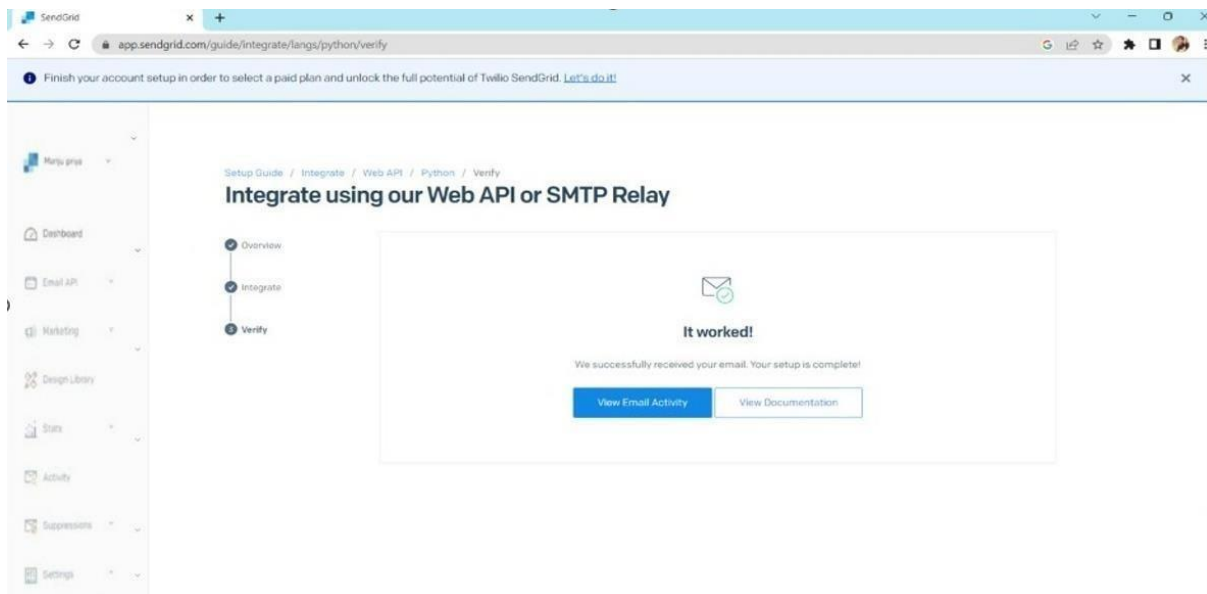 SendGrid
app.sendgrid.com/guide/integrate/langs/python/verify
Finish your account setup in order to select a paid plan and unlock the full potential of Twilio SendGrid. Let's do it!
Manju priya
Setup Guide / Integrate / Web API / Python / Verify
Integrate using our Web API or SMTP Relay
Dashboard
Email API
Marketing
Design Library
Stats
Activity
Suppressions
Settings
Overview
Integrate
3 Verify
It worked!
We successfully received your email. Your setup is complete!
View Email Activity
View Documentation